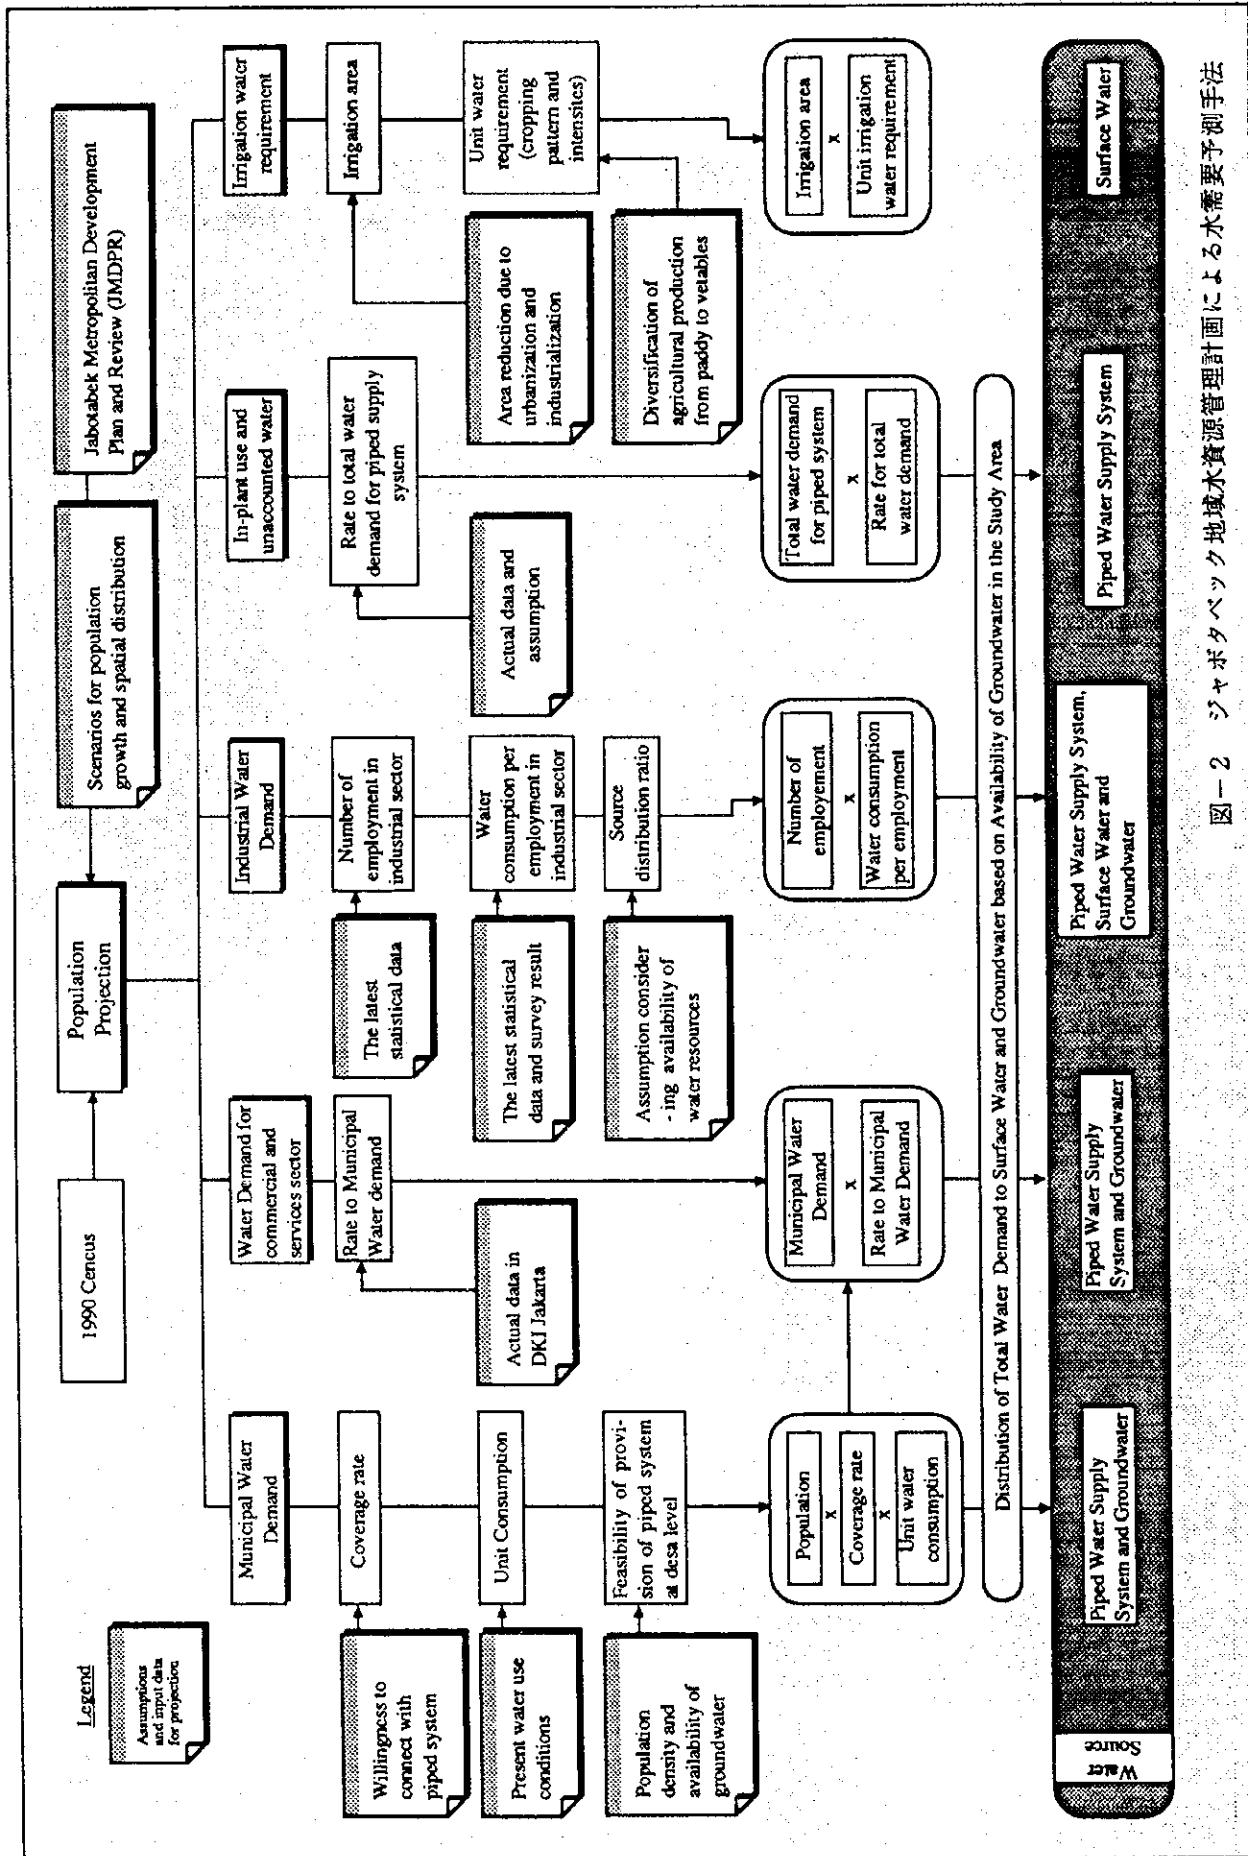 Legend
Assumptions
and input data
for projection
1990 Cencus
Population
Projection
Scenarios for population
growth and spatial distribution
Jabotabek Metropolitan Development
Plan and Review (JMDPR)
Municipal Water
Demand
Coverage rate
Unit Consumption
Feasibility of provi-
sion of piped system
at desa level
Willingness to
connect with
piped system
Present water use
conditions
Population
density and
availability of
groundwater
Population
x
Coverage rate
x
Unit water
consumption
Water Demand for
commercial and
services sector
Rate to Municipal
Water demand
Actual data in
DKI Jakarta
Municipal Water
Demand
x
Rate to Municipal
Water Demand
Industrial Water
Demand
Number of
employment in
industrial sector
Water
consumption per
employment in
industrial sector
Source
distribution ratio
The latest
statistical data
The latest statistical
data and survey result
Assumption consider
- ing availability of
water resources
Number of
employement
x
Water consumption
per employment
In-plant use and
unaccounted water
Rate to total water
demand for piped supply
system
Actual data and
assumption
Total water demand
for piped system
x
Rate for total
water demand
Irrigation water
requirement
Irrigation area
Unit water
requirement
(cropping
pattern and
intensites)
Area reduction due to
urbanization and
industrialization
Diversification of
agricultural production
from paddy to vetables
Irrigation area
x
Unit irrigation
water requirement
Distribution of Total Water Demand to Surface Water and Groundwater based on Availability of Groundwater in the Study Area
Water
Source
Piped Water Supply
System and Groundwater
Piped Water Supply
System and Groundwater
Piped Water Supply System,
Surface Water and
Groundwater
Piped Water Supply System
Surface Water
図－2 ジャボタベック地域水資源管理計画による水需要予測手法